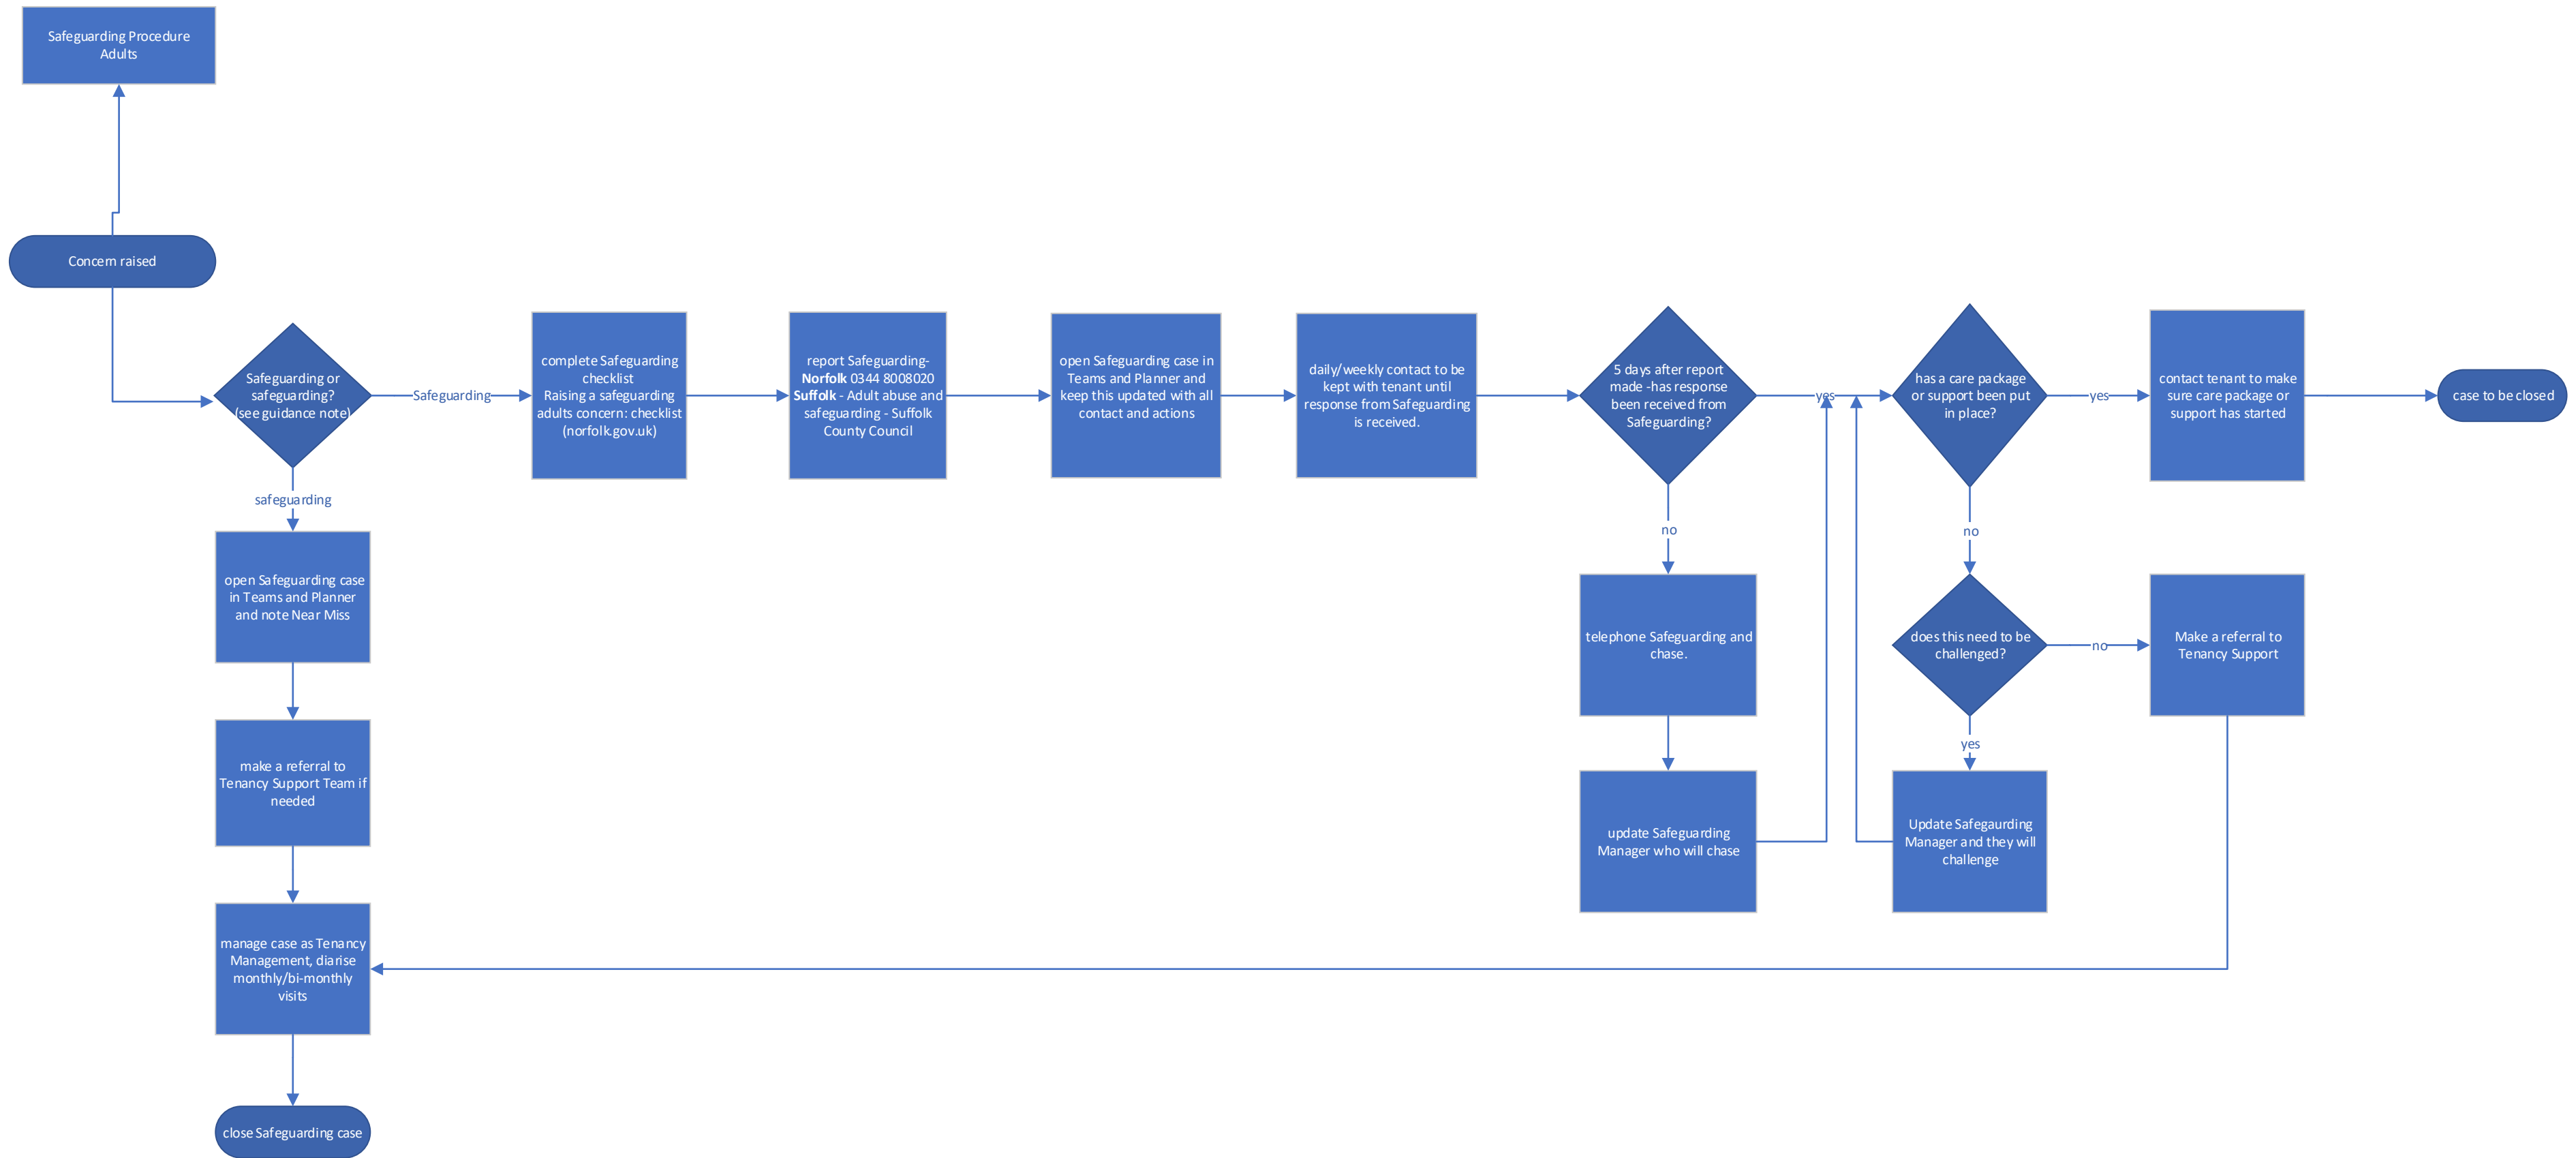 Safeguarding Procedure
Adults
Concern raised
Safeguarding or
safeguarding?
(see guidance note)
Safeguarding
complete Safeguarding
checklist
Raising a safeguarding
adults concern: checklist
(norfolk.gov.uk)
report Safeguarding-
Norfolk 0344 8008020
Suffolk - Adult abuse and
safeguarding - Suffolk
County Council
open Safeguarding case in
Teams and Planner and
keep this updated with all
contact and actions
daily/weekly contact to be
kept with tenant until
response from Safeguarding
is received.
5 days after report
made -has response
been received from
Safeguarding?
yes
has a care package
or support been put
in place?
yes
contact tenant to make
sure care package or
support has started
case to be closed
safeguarding
open Safeguarding case
in Teams and Planner
and note Near Miss
make a referral to
Tenancy Support Team if
needed
manage case as Tenancy
Management, diarise
monthly/bi-monthly
visits
close Safeguarding case
no
telephone Safeguarding and
chase.
update Safeguarding
Manager who will chase
no
does this need to be
challenged?
no
Make a referral to
Tenancy Support
yes
Update Safegaurding
Manager and they will
challenge